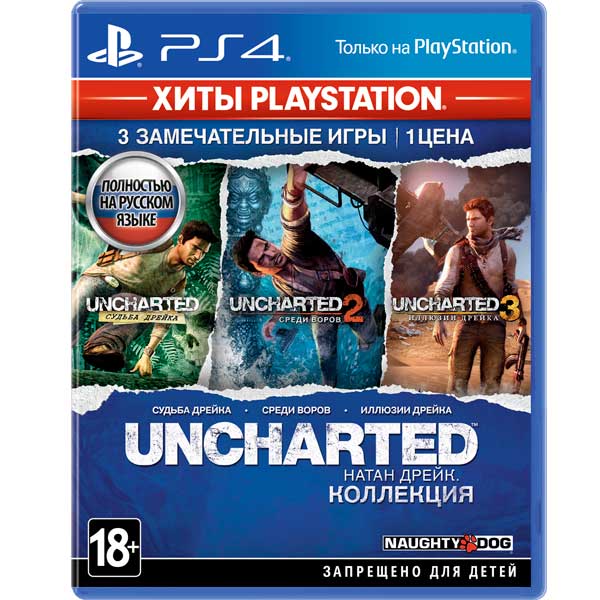 PS4
Только на PlayStation®
ХИТЫ PLAYSTATION®
3 ЗАМЕЧАТЕЛЬНЫЕ ИГРЫ | 1 ЦЕНА
ПОЛНОСТЬЮ
НА РУССКОМ
ЯЗЫКЕ
UNCHARTED
СУДЬБА ДРЕЙКА
UNCHARTED 2
СРЕДИ ВОРОВ
UNCHARTED 3
ИЛЛЮЗИИ ДРЕЙКА
СУДЬБА ДРЕЙКА • СРЕДИ ВОРОВ • ИЛЛЮЗИИ ДРЕЙКА
UNCHARTED™
НАТАН ДРЕЙК.
КОЛЛЕКЦИЯ
18+
NAUGHTY DOG
ЗАПРЕЩЕНО ДЛЯ ДЕТЕЙ